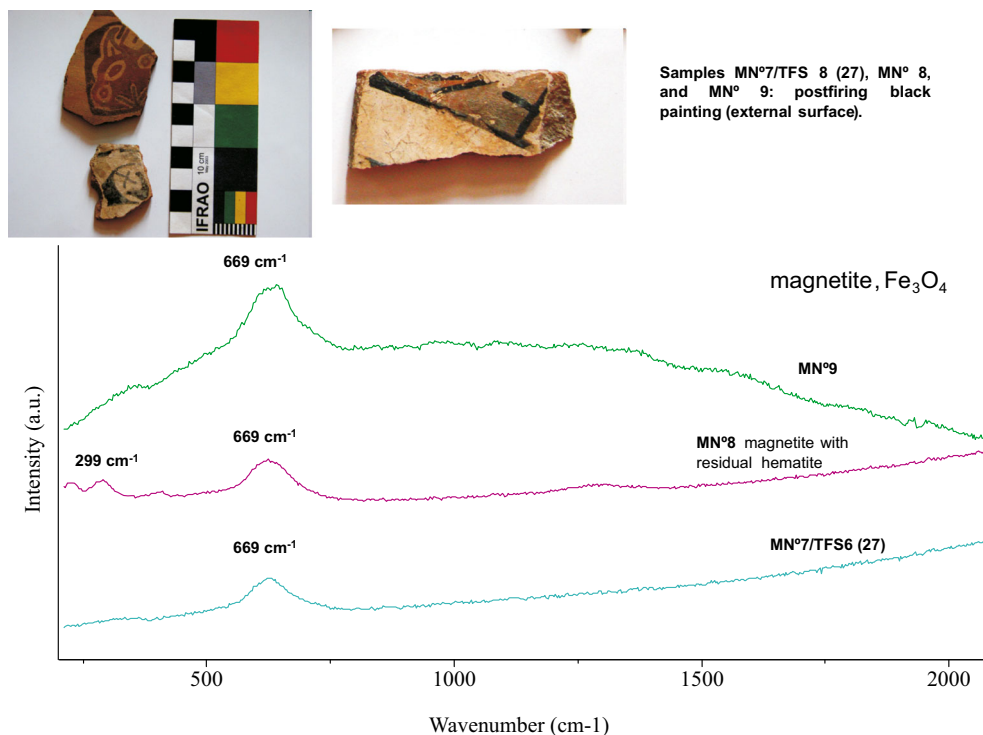 IFRAO
10 cm
Samples MNº7/TFS 8 (27), MNº 8,
and MNº 9: postfiring black
painting (external surface).
669 cm-1
magnetite, Fe3O4
MNº9
669 cm-1
MNº8 magnetite with
residual hematite
299 cm-1
669 cm-1
MNº7/TFS6 (27)
Intensity (a.u.)
500
1000
1500
2000
Wavenumber (cm-1)